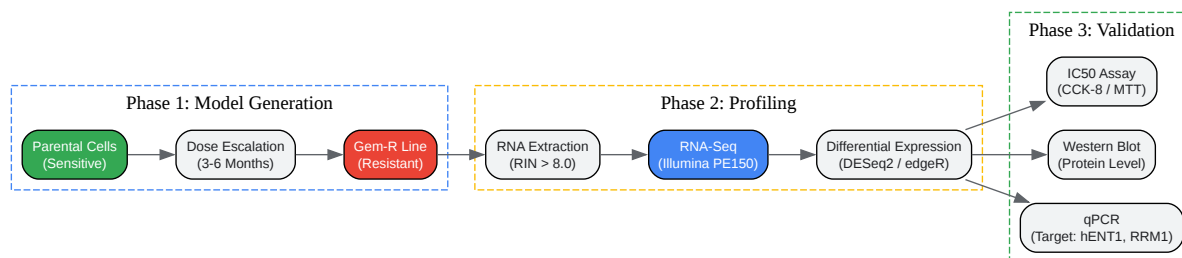 Phase 1: Model Generation
Parental Cells
(Sensitive)
Dose Escalation
(3-6 Months)
Gem-R Line
(Resistant)
Phase 2: Profiling
RNA Extraction
(RIN > 8.0)
RNA-Seq
(Illumina PE150)
Differential Expression
(DESeq2 / edgeR)
Phase 3: Validation
IC50 Assay
(CCK-8 / MTT)
Western Blot
(Protein Level)
qPCR
(Target: hENT1, RRM1)